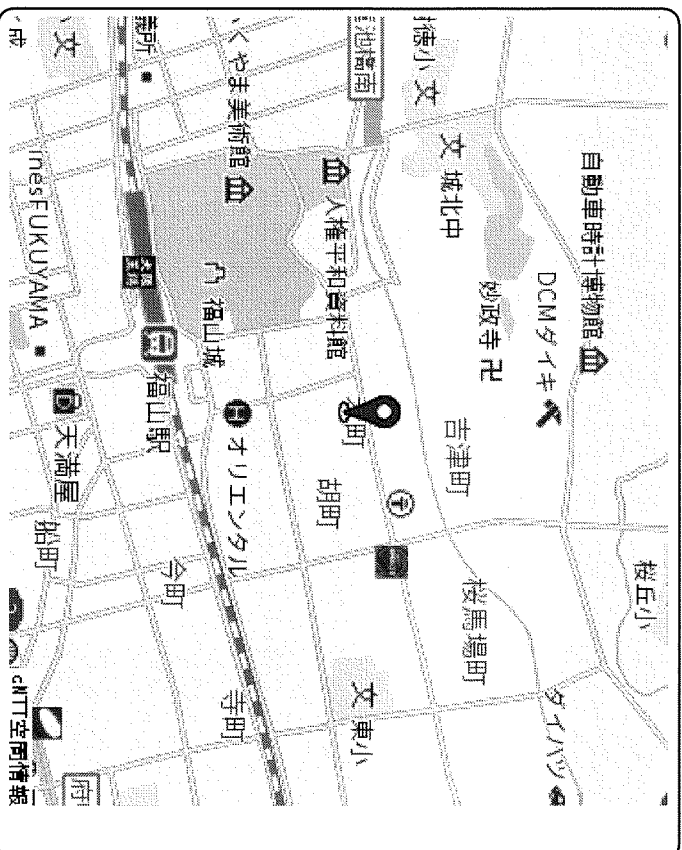 自動車時計博物館
DCMダイキ
妙政寺
桜丘小
城北中
吉津町
桜馬場町
ダイハツ
人権平和資料館
胡町
東小
くやま美術館
福山城
オリエンタル
寺町
福山駅
今町
天満屋
船町
inesFUKUYAMA
cNTT空間情報
府